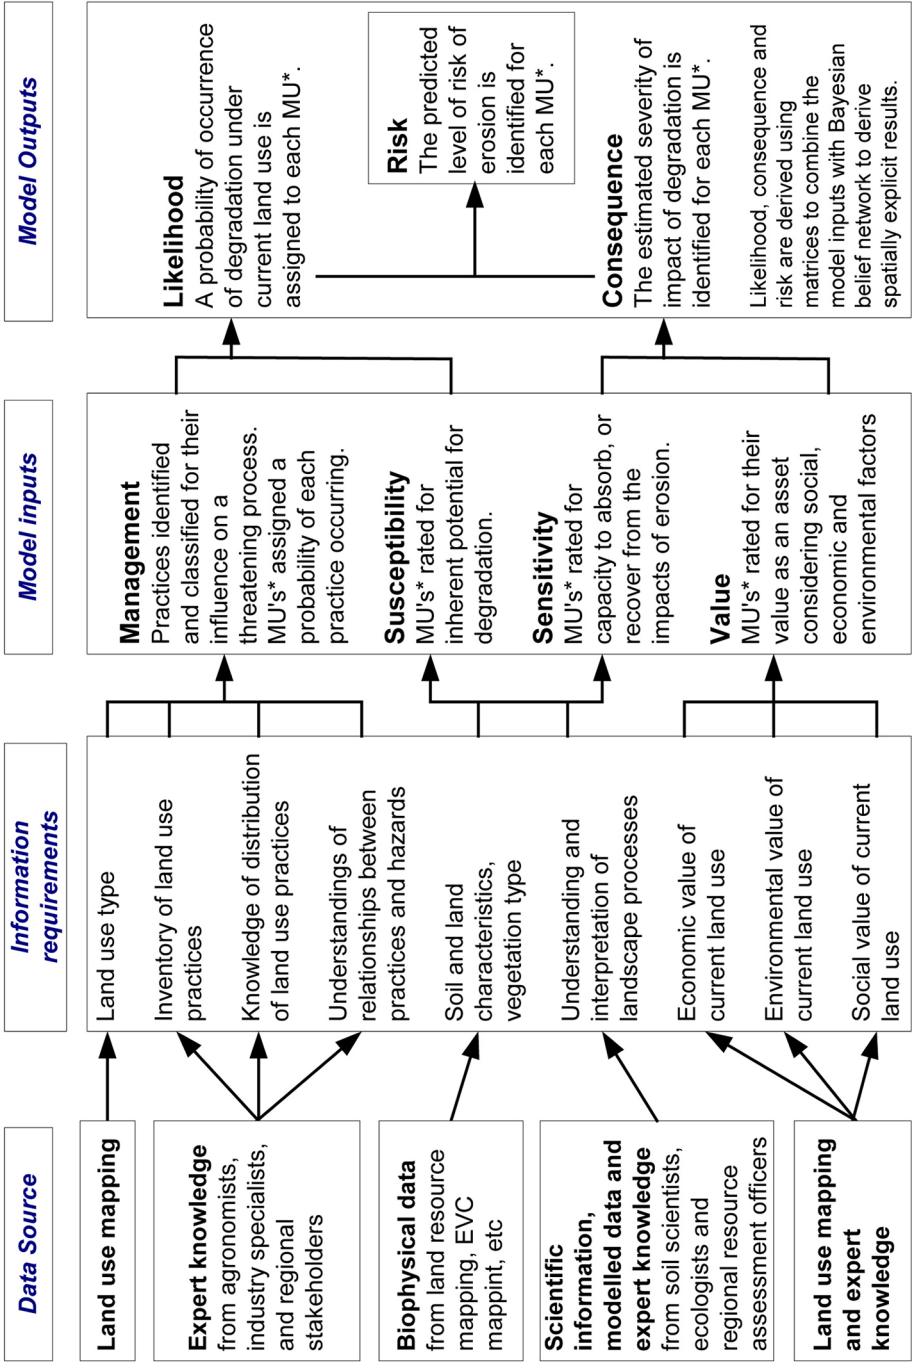 Data Source
Information
requirements
Model inputs
Model Outputs
Land use mapping
Expert knowledge
from agronomists,
industry specialists,
and regional
stakeholders
Biophysical data
from land resource
mapping, EVC
mappint, etc
Scientific
information,
modelled data and
expert knowledge
from soil scientists,
ecologists and
regional resource
assessment officers
Land use mapping
and expert
knowledge
Land use type
Inventory of land use
practices
Knowledge of distribution
of land use practices
Understandings of
relationships between
practices and hazards
Soil and land
characteristics,
vegetation type
Understanding and
interpretation of
landscape processes
Economic value of
current land use
Environmental value of
current land use
Social value of current
land use
Management
Practices identified
and classified for their
influence on a
threatening process.
MU's* assigned a
probability of each
practice occurring.
Susceptibility
MU's* rated for
inherent potential for
degradation.
Sensitivity
MU's* rated for
capacity to absorb, or
recover from the
impacts of erosion.
Value
MU's* rated for their
value as an asset
considering social,
economic and
environmental factors
Likelihood
A probability of occurrence
of degradation under
current land use is
assigned to each MU*.
Risk
The predicted
level of risk of
erosion is
identified for
each MU*.
Consequence
The estimated severity of
impact of degradation is
identified for each MU*.
Likelihood, consequence and
risk are derived using
matrices to combine the
model inputs with Bayesian
belief network to derive
spatially explicit results.